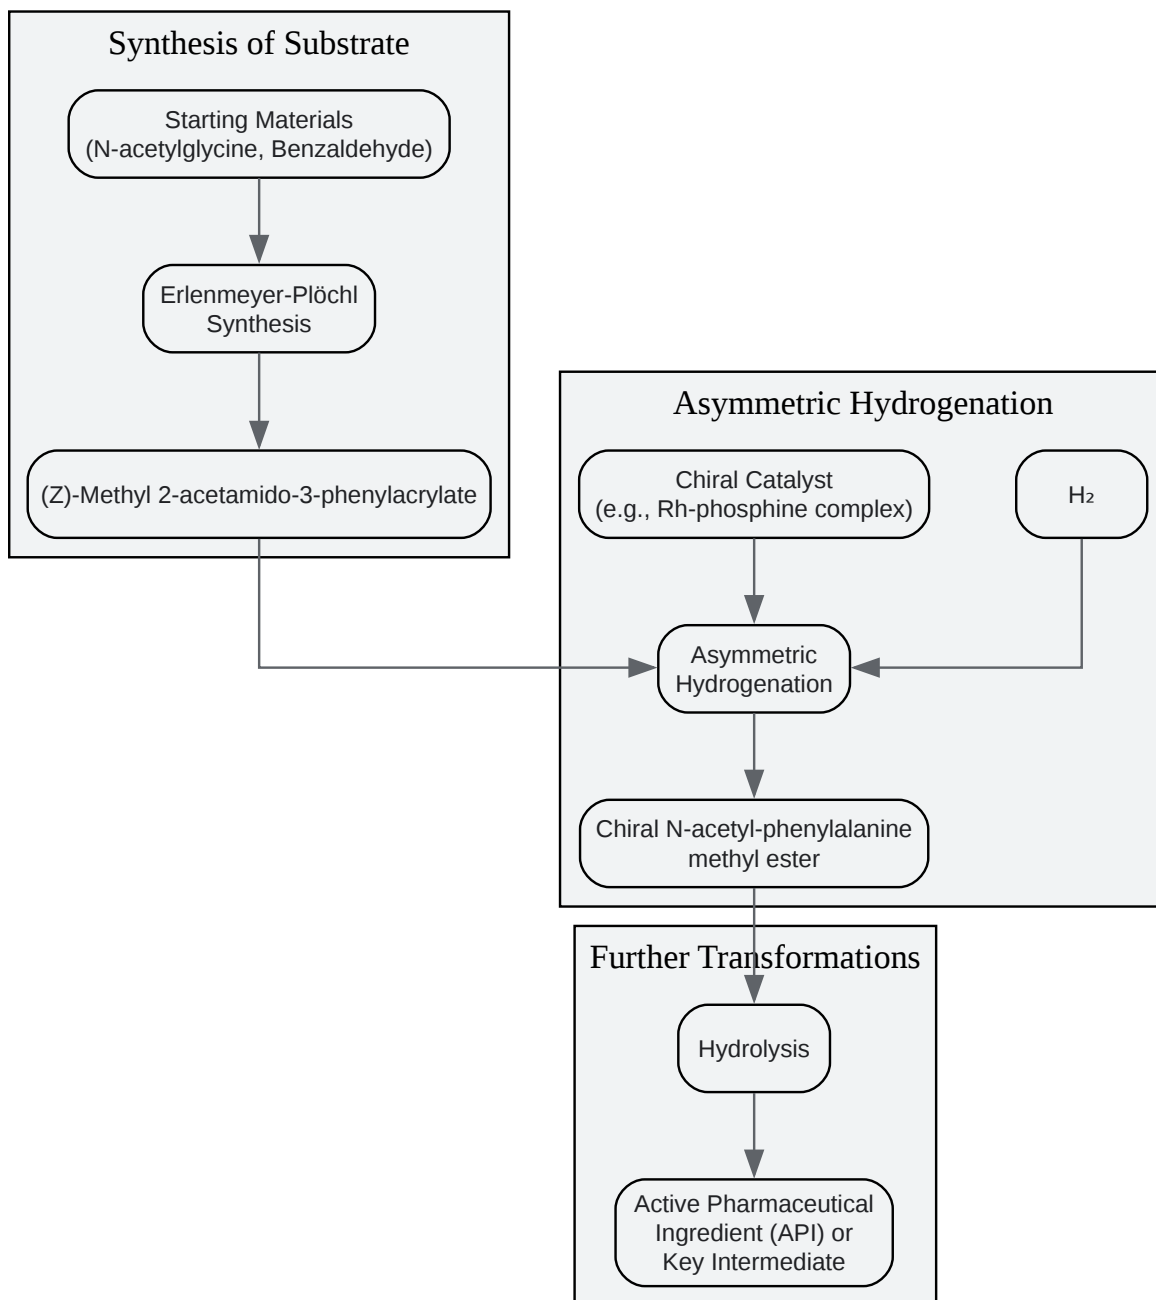 Synthesis of Substrate
Starting Materials
(N-acetylglycine, Benzaldehyde)
Erlenmeyer-Plöchl
Synthesis
(Z)-Methyl 2-acetamido-3-phenylacrylate
Asymmetric Hydrogenation
Chiral Catalyst
(e.g., Rh-phosphine complex)
H₂
Asymmetric
Hydrogenation
Chiral N-acetyl-phenylalanine
methyl ester
Further Transformations
Hydrolysis
Active Pharmaceutical
Ingredient (API) or
Key Intermediate